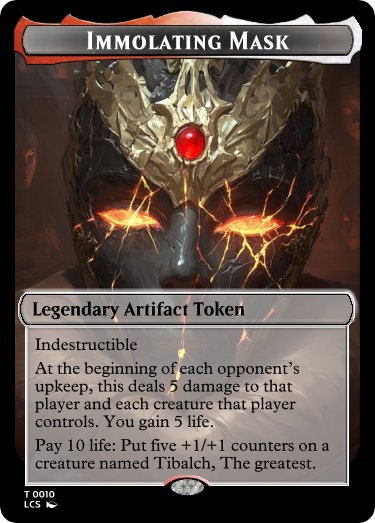 Immolating Mask
Legendary Artifact Token
Indestructible
At the beginning of each opponent's
upkeep, this deals 5 damage to that
player and each creature that player
controls. You gain 5 life.
Pay 10 life: Put five +1/+1 counters on a
creature named Tibalch, The greatest.
T 0010
LCS